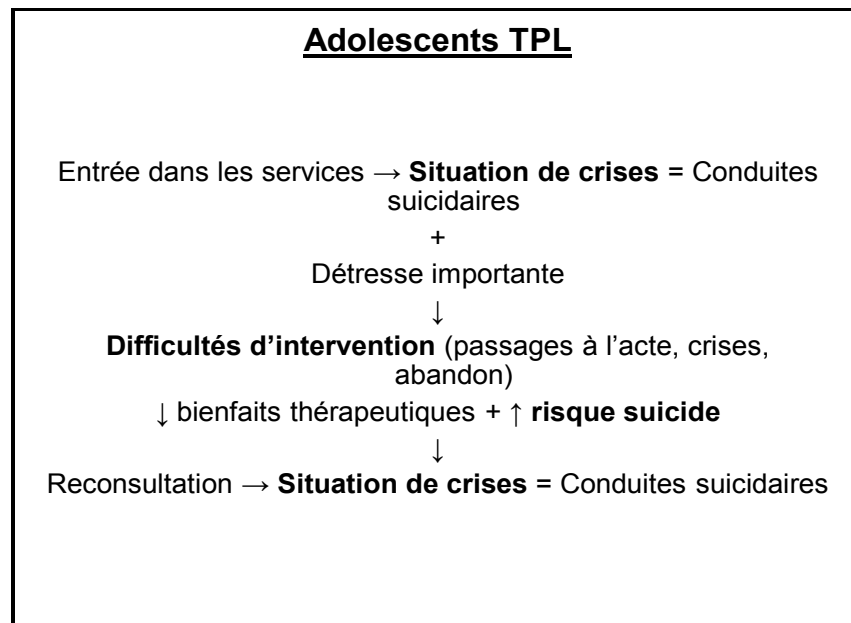 Adolescents TPL
Entrée dans les services → Situation de crises = Conduites
suicidaires
+
Détresse importante
↓
Difficultés d’intervention (passages à l’acte, crises,
abandon)
↓ bienfaits thérapeutiques + ↑ risque suicide
↓
Reconsultation → Situation de crises = Conduites suicidaires